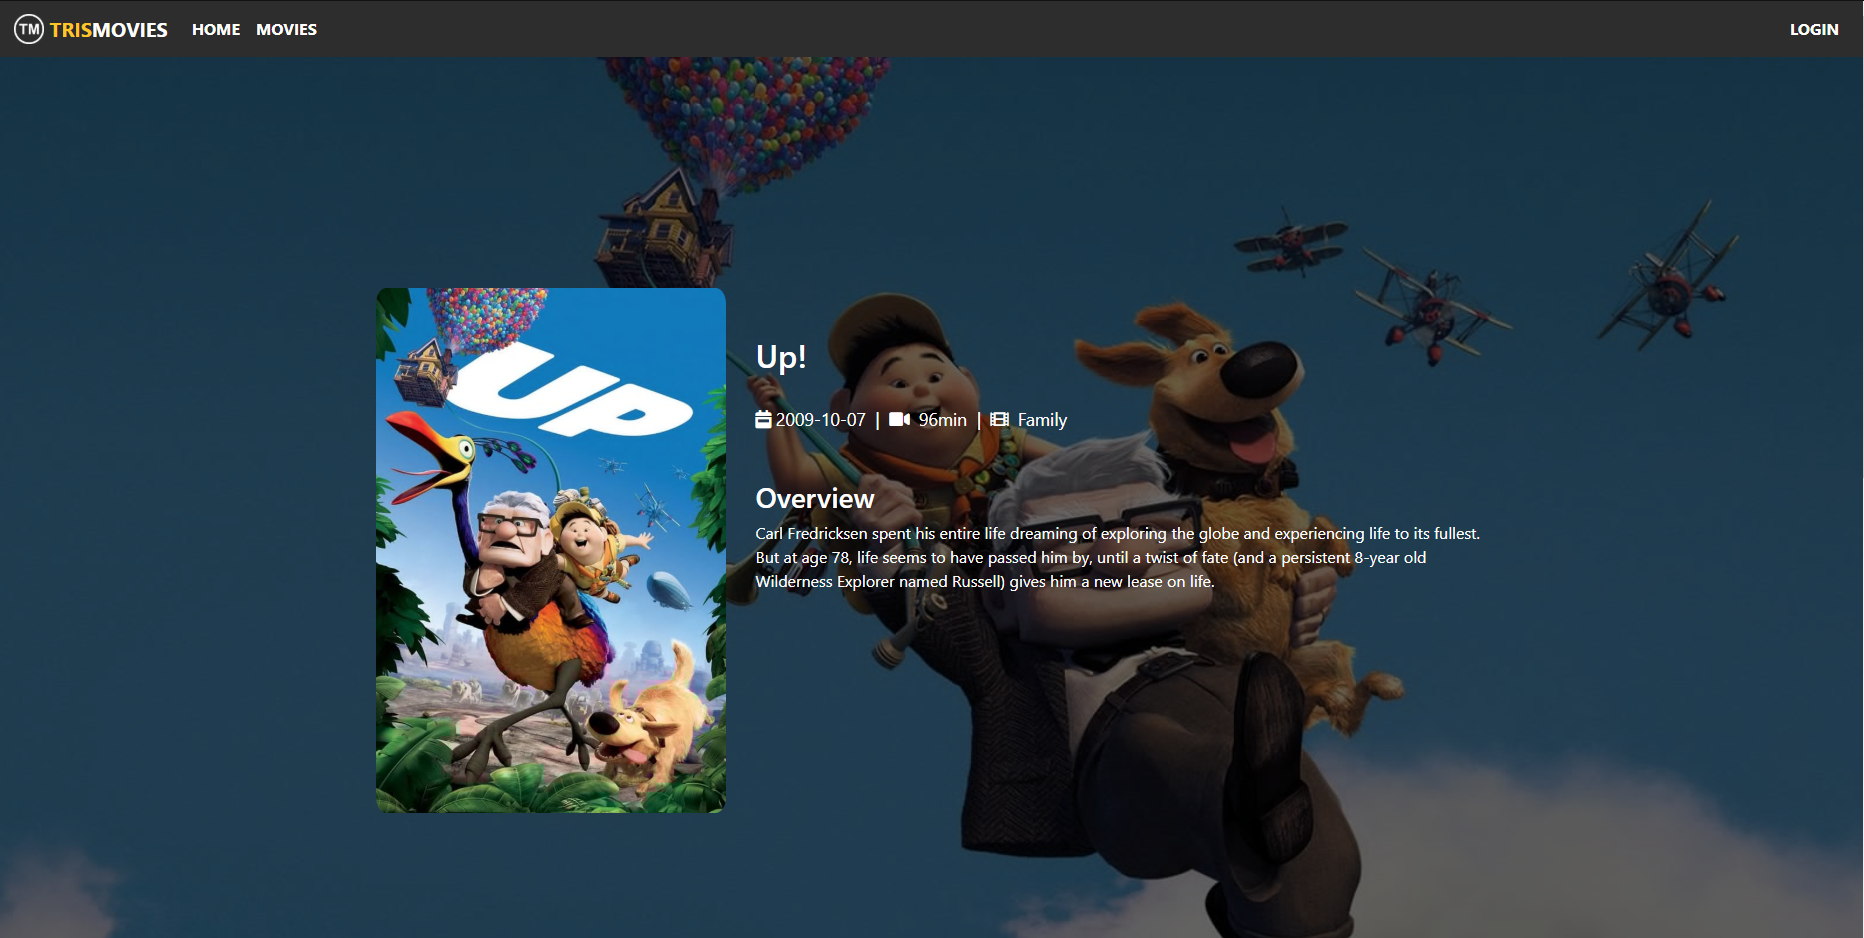 TM TRISMOVIES HOME MOVIES LOGIN
UP
Up!
2009-10-07 | 96min | Family
Overview
Carl Fredricksen spent his entire life dreaming of exploring the globe and experiencing life to its fullest.
But at age 78, life seems to have passed him by, until a twist of fate (and a persistent 8-year old
Wilderness Explorer named Russell) gives him a new lease on life.